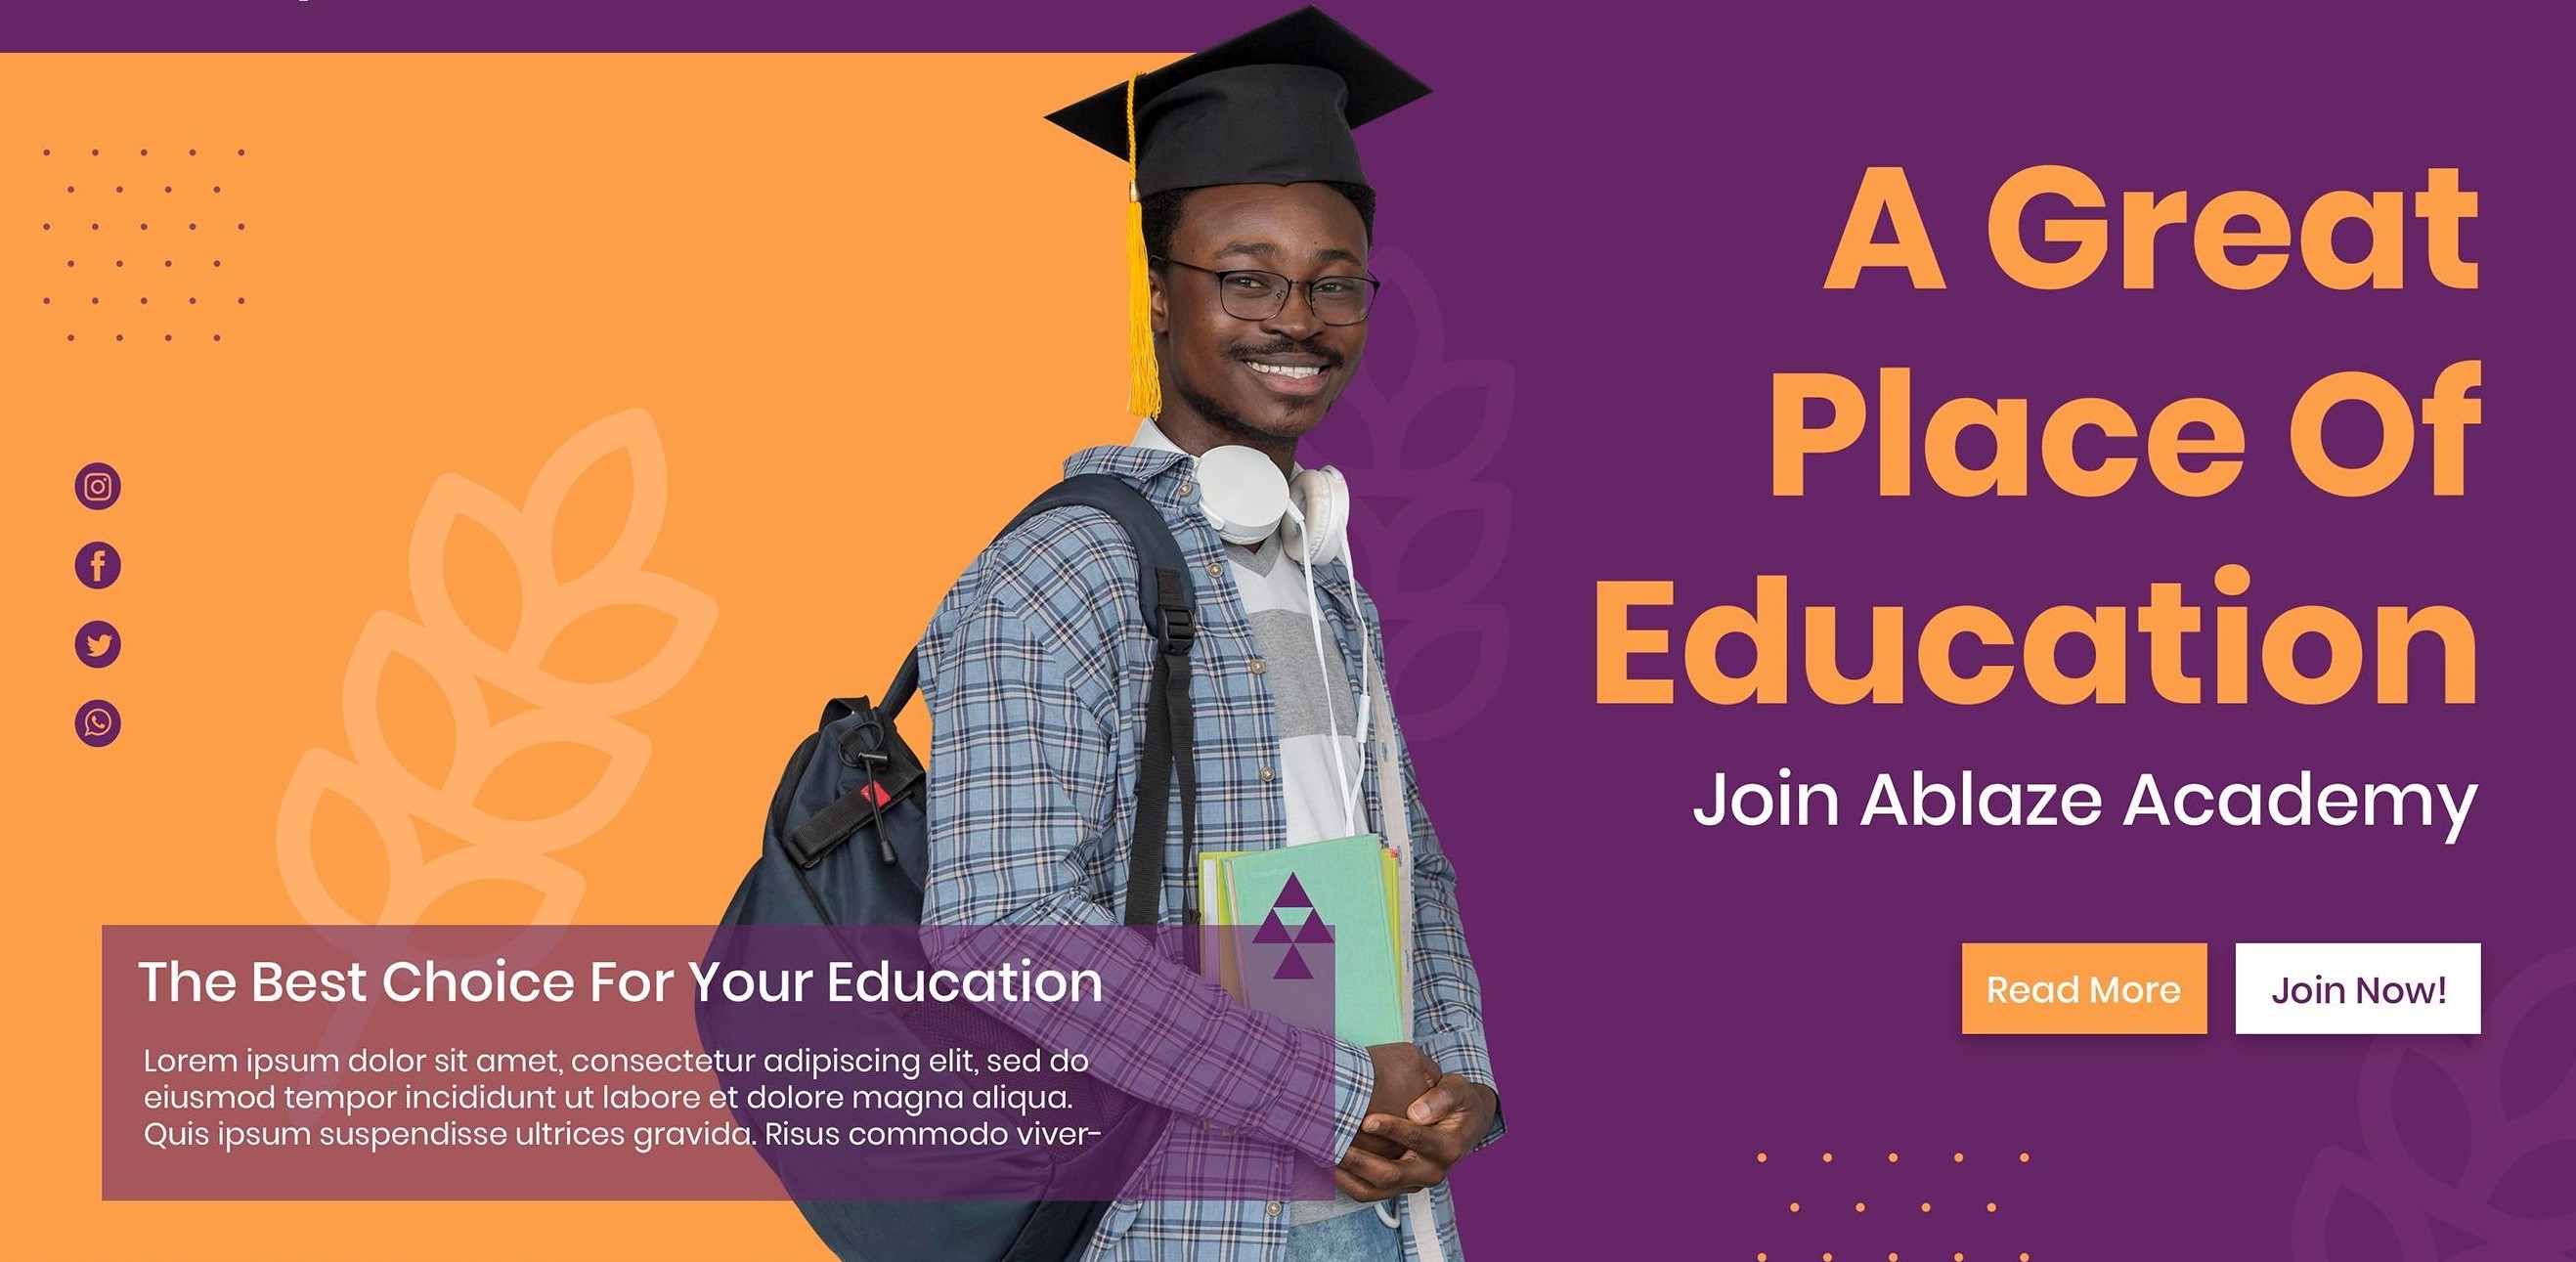 A Great
Place Of
Education
Join Ablaze Academy
Read More
Join Now!
The Best Choice For Your Education
Lorem ipsum dolor sit amet, consectetur adipiscing elit, sed do
eiusmod tempor incididunt ut labore et dolore magna aliqua.
Quis ipsum suspendisse ultrices gravida. Risus commodo viver-